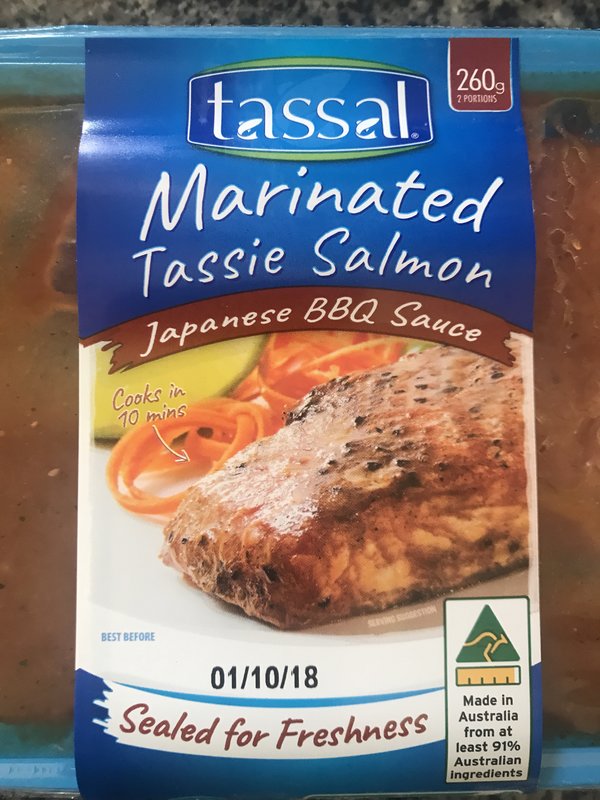 260g
2 PORTIONS
tassal
Marinated
Tassie Salmon
Japanese BBQ Sauce
Cooks in
10 mins
SERVING SUGGESTION
BEST BEFORE
01/10/18
Sealed for Freshness
Made in
Australia
from at
least 91%
Australian
ingredients